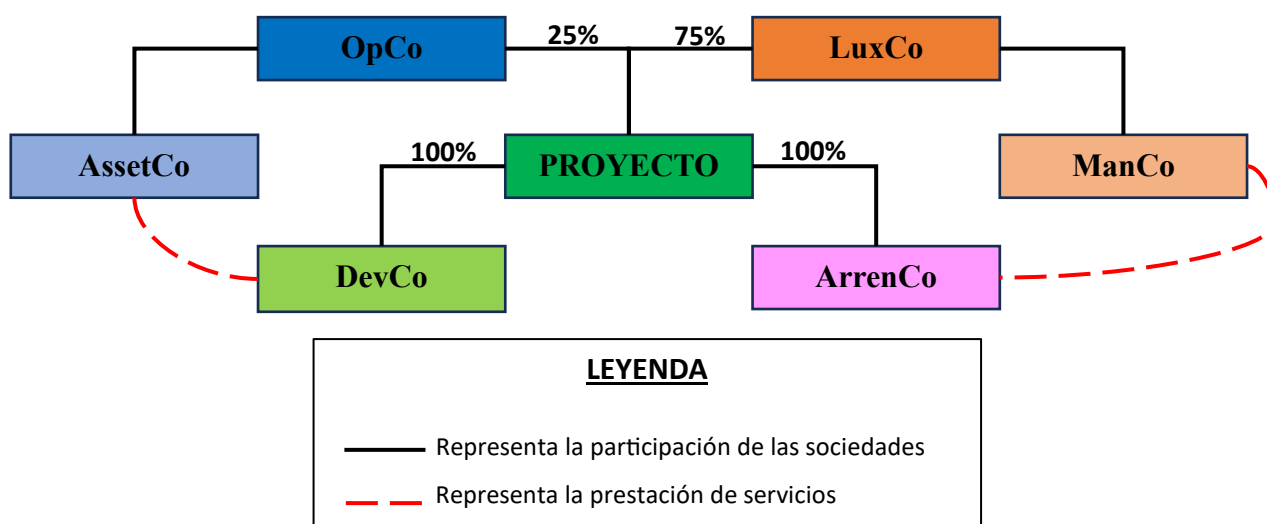 OpCo
25%
75%
LuxCo
AssetCo
100%
PROYECTO
100%
ManCo
DevCo
ArrenCo
LEYENDA
Representa la participación de las sociedades
Representa la prestación de servicios